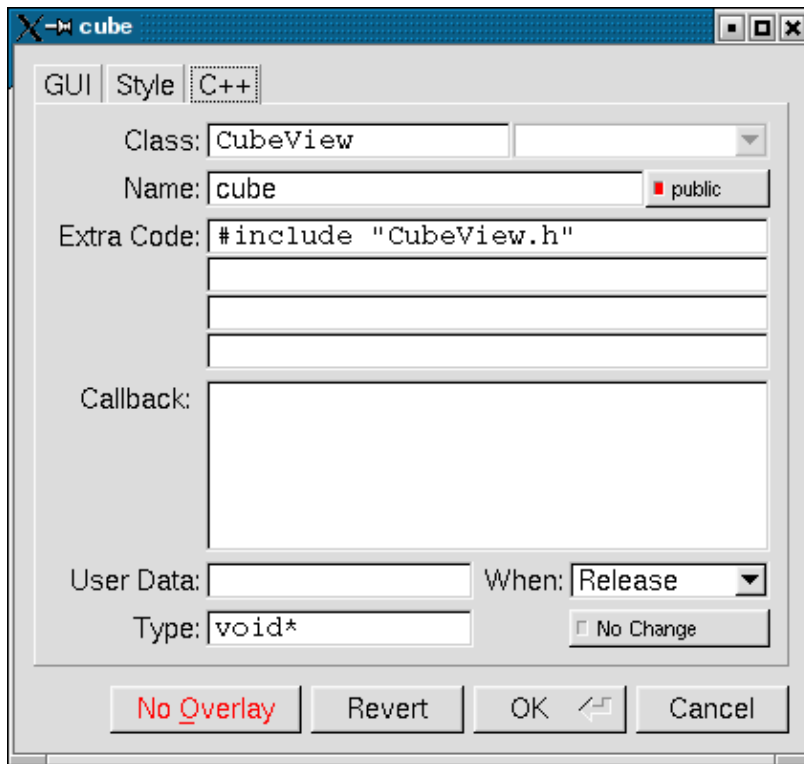 cube
GUI Style C++
Class: CubeView
Name: cube public
Extra Code: #include "CubeView.h"
Callback:
User Data: When: Release
Type: void* No Change
No Overlay Revert OK Cancel